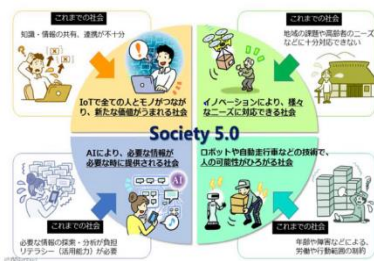 これまでの社会
知識・情報の共有、連携が不十分
これまでの社会
地域の課題や高齢者のニーズ
などに十分対応できない
IoTで全ての人とモノがつなが
り、新たな価値がうまれる社会
イノベーションにより、様々
なニーズに対応できる社会
Society 5.0
AIにより、必要な情報が
必要な時に提供される社会
ロボットや自動走行車などの技術で、
人の可能性がひろがる社会
AI
これまでの社会
必要な情報の探索・分析が負担
リテラシー（活用能力）が必要
これまでの社会
年齢や障害などによる、
労働や行動範囲の制約